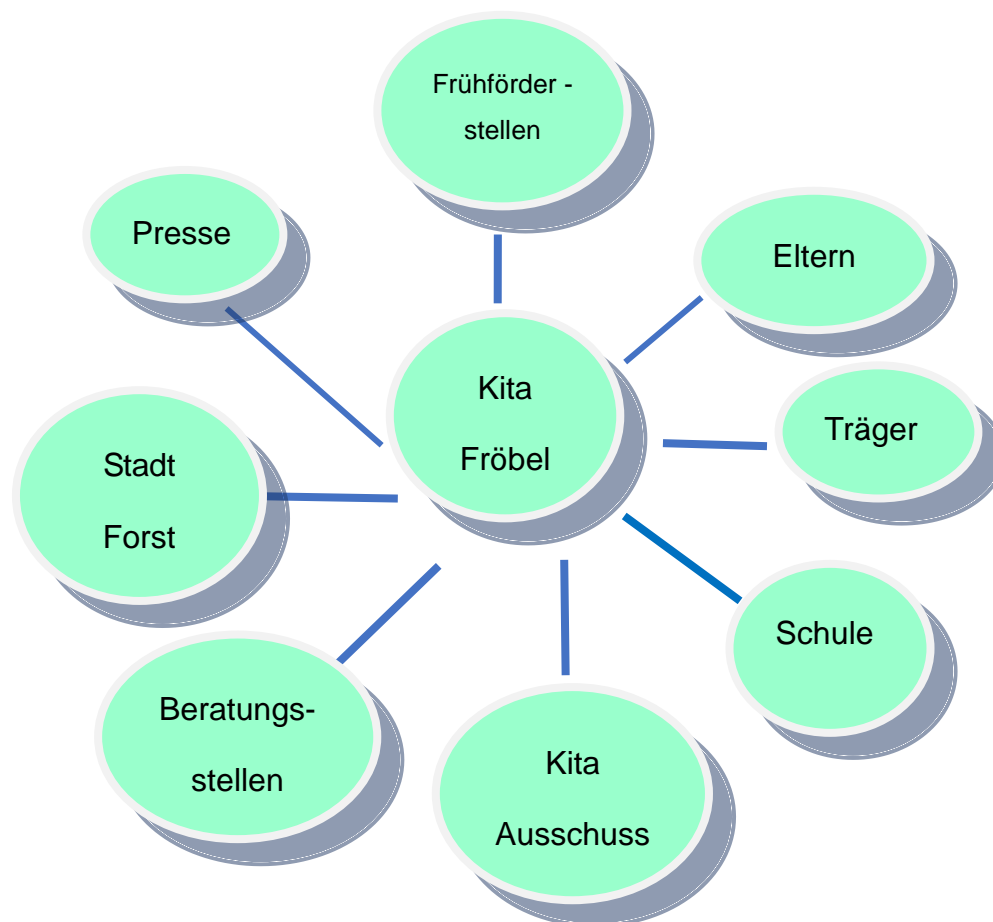 Frühförder -
stellen
Presse
Eltern
Kita
Fröbel
Träger
Stadt
Forst
Schule
Beratungs-
stellen
Kita
Ausschuss